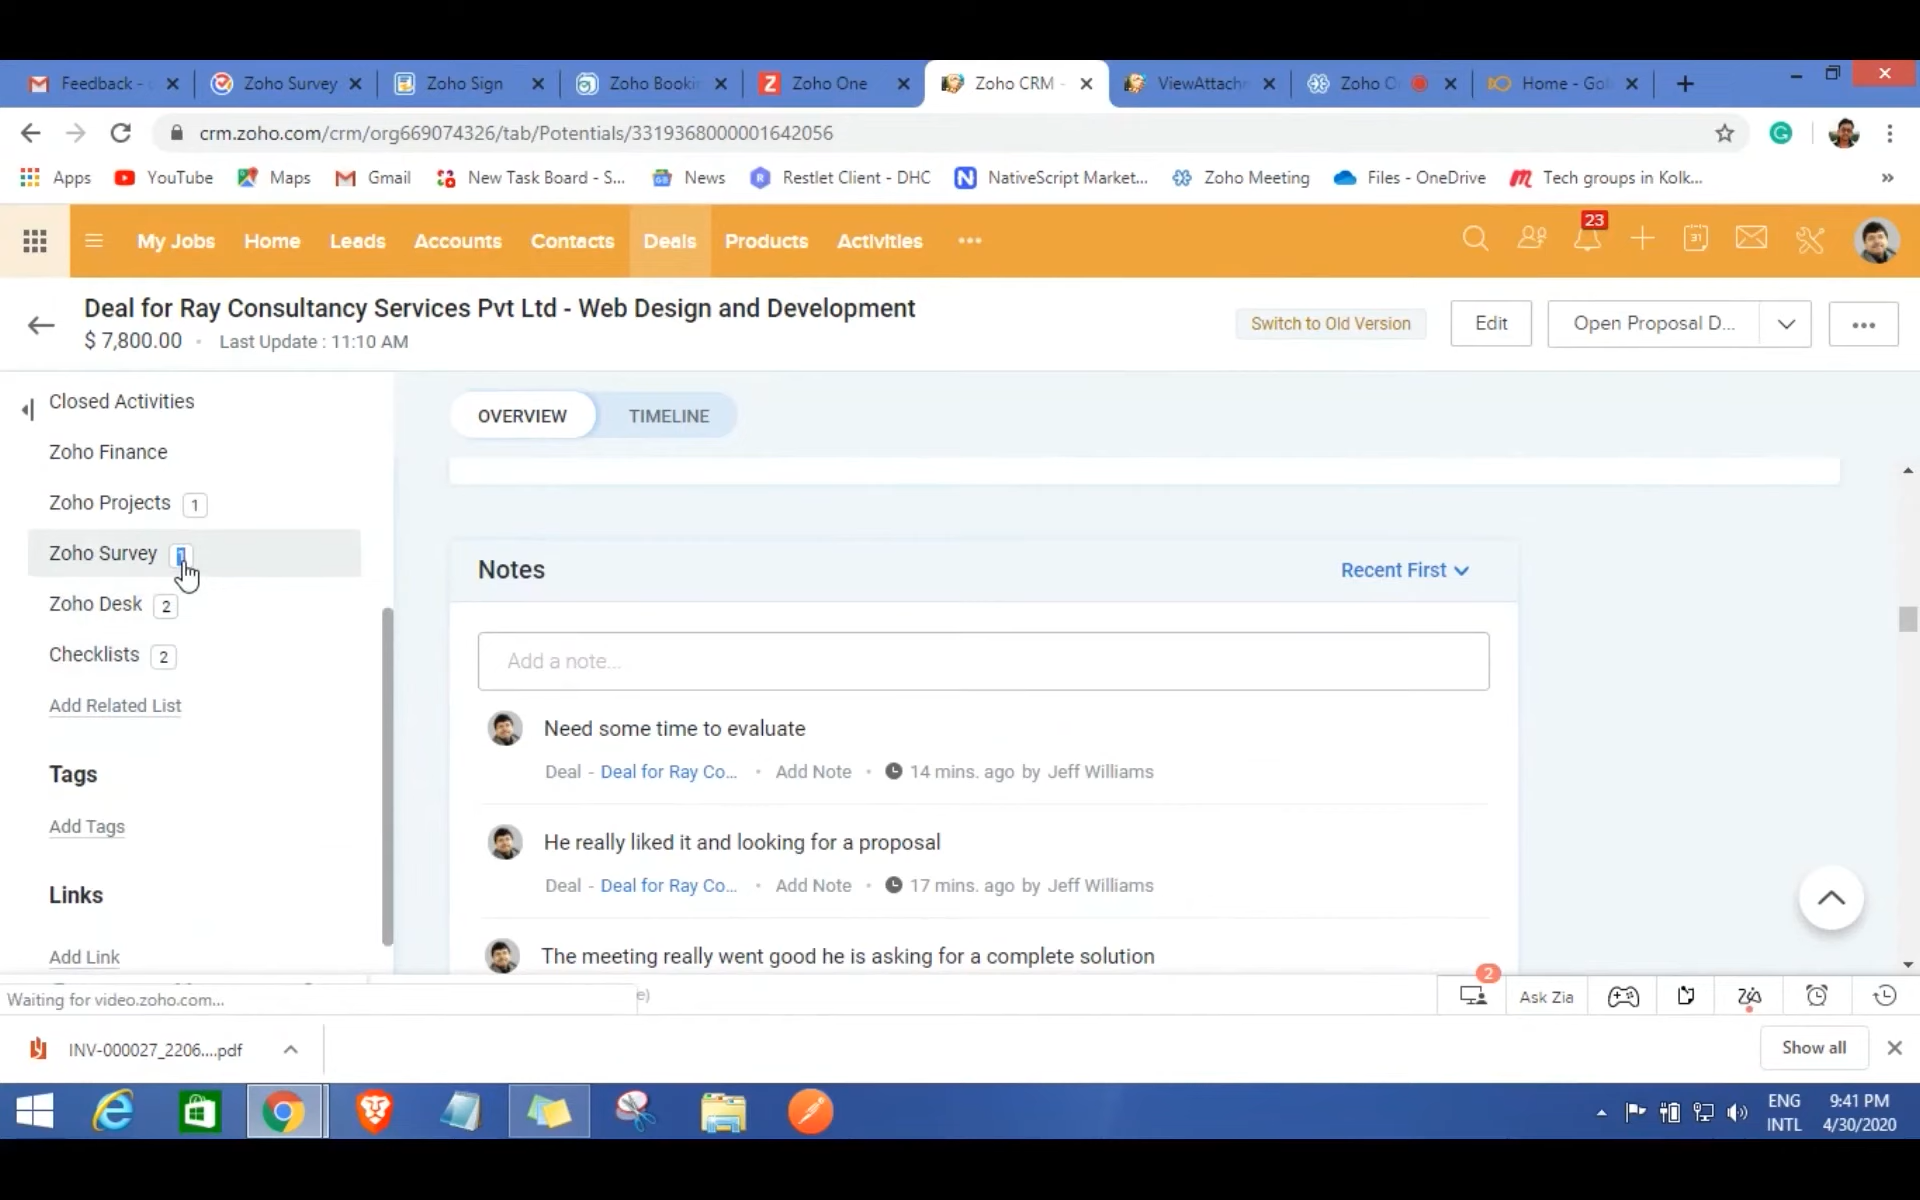 Feedback -
Zoho Survey
Zoho Sign
Zoho Booki
Zoho One
Zoho CRM -
ViewAttach
Zoho O
Home - Go
crm.zoho.com/crm/org669074326/tab/Potentials/3319368000001642056
Apps
YouTube
Maps
Gmail
New Task Board - S...
News
Restlet Client - DHC
NativeScript Market...
Zoho Meeting
Files - OneDrive
Tech groups in Kolk...
»
My Jobs
Home
Leads
Accounts
Contacts
Deals
Products
Activities
23
31
Deal for Ray Consultancy Services Pvt Ltd - Web Design and Development
$ 7,800.00 • Last Update : 11:10 AM
Switch to Old Version
Edit
Open Proposal D...
Closed Activities
Zoho Finance
Zoho Projects 1
Zoho Survey 1
Zoho Desk 2
Checklists 2
Add Related List
Tags
Add Tags
Links
Add Link
OVERVIEW
TIMELINE
Notes
Recent First
Add a note...
Need some time to evaluate
Deal - Deal for Ray Co... • Add Note • 14 mins. ago by Jeff Williams
He really liked it and looking for a proposal
Deal - Deal for Ray Co... • Add Note • 17 mins. ago by Jeff Williams
The meeting really went good he is asking for a complete solution
Waiting for video.zoho.com...
e)
2
Ask Zia
INV-000027_2206....pdf
Show all
ENG
INTL
9:41 PM
4/30/2020